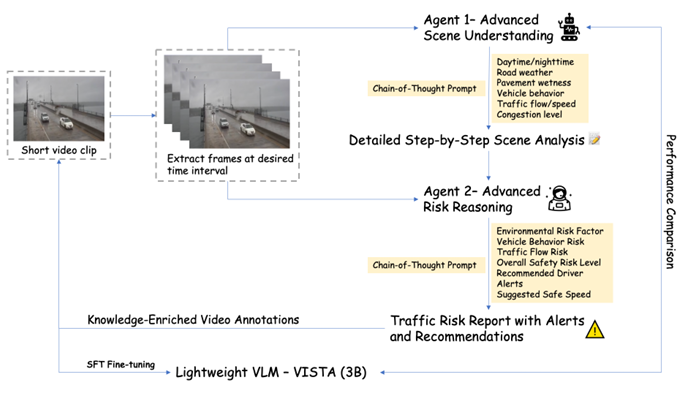 Short video clip
Extract frames at desired
time interval
Agent 1– Advanced
Scene Understanding
Chain-of-Thought Prompt
Daytime/nighttime
Road weather
Pavement wetness
Vehicle behavior
Traffic flow/speed
Congestion level
Detailed Step-by-Step Scene Analysis
Agent 2– Advanced
Risk Reasoning
Chain-of-Thought Prompt
Environmental Risk Factor
Vehicle Behavior Risk
Traffic Flow Risk
Overall Safety Risk Level
Recommended Driver
Alerts
Suggested Safe Speed
Traffic Risk Report with Alerts
and Recommendations
Knowledge-Enriched Video Annotations
SFT Fine-tuning
Lightweight VLM – VISTA (3B)
Performance Comparison